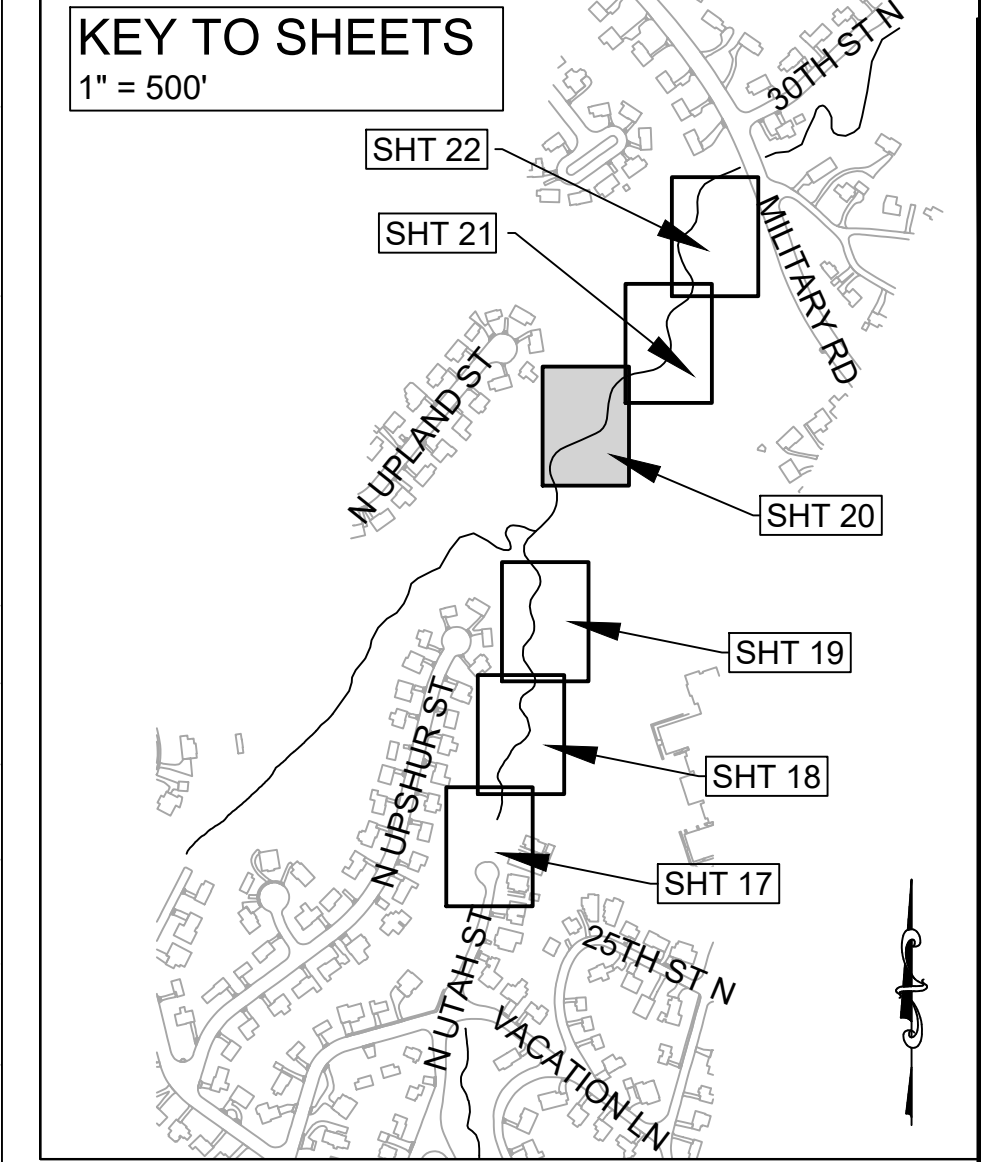 KEY TO SHEETS
1" = 500'
30TH ST N
SHT 22
SHT 21
MILITARY RD
N UPLAND ST
SHT 20
SHT 19
N UPSHUR ST
SHT 18
SHT 17
25TH ST N
N UTAH ST
VACATION LN